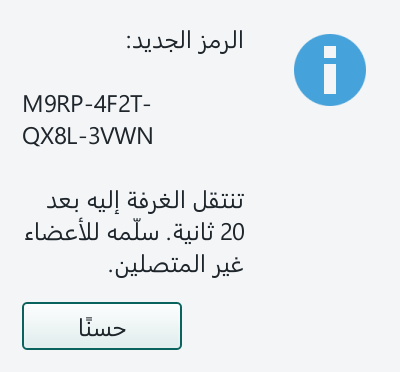 الرمز الجديد:
M9RP-4F2T-
QX8L-3VWN
تنتقل الغرفة إليه بعد
20 ثانية. سلّمه للأعضاء
غير المتصلين.
حسنًا